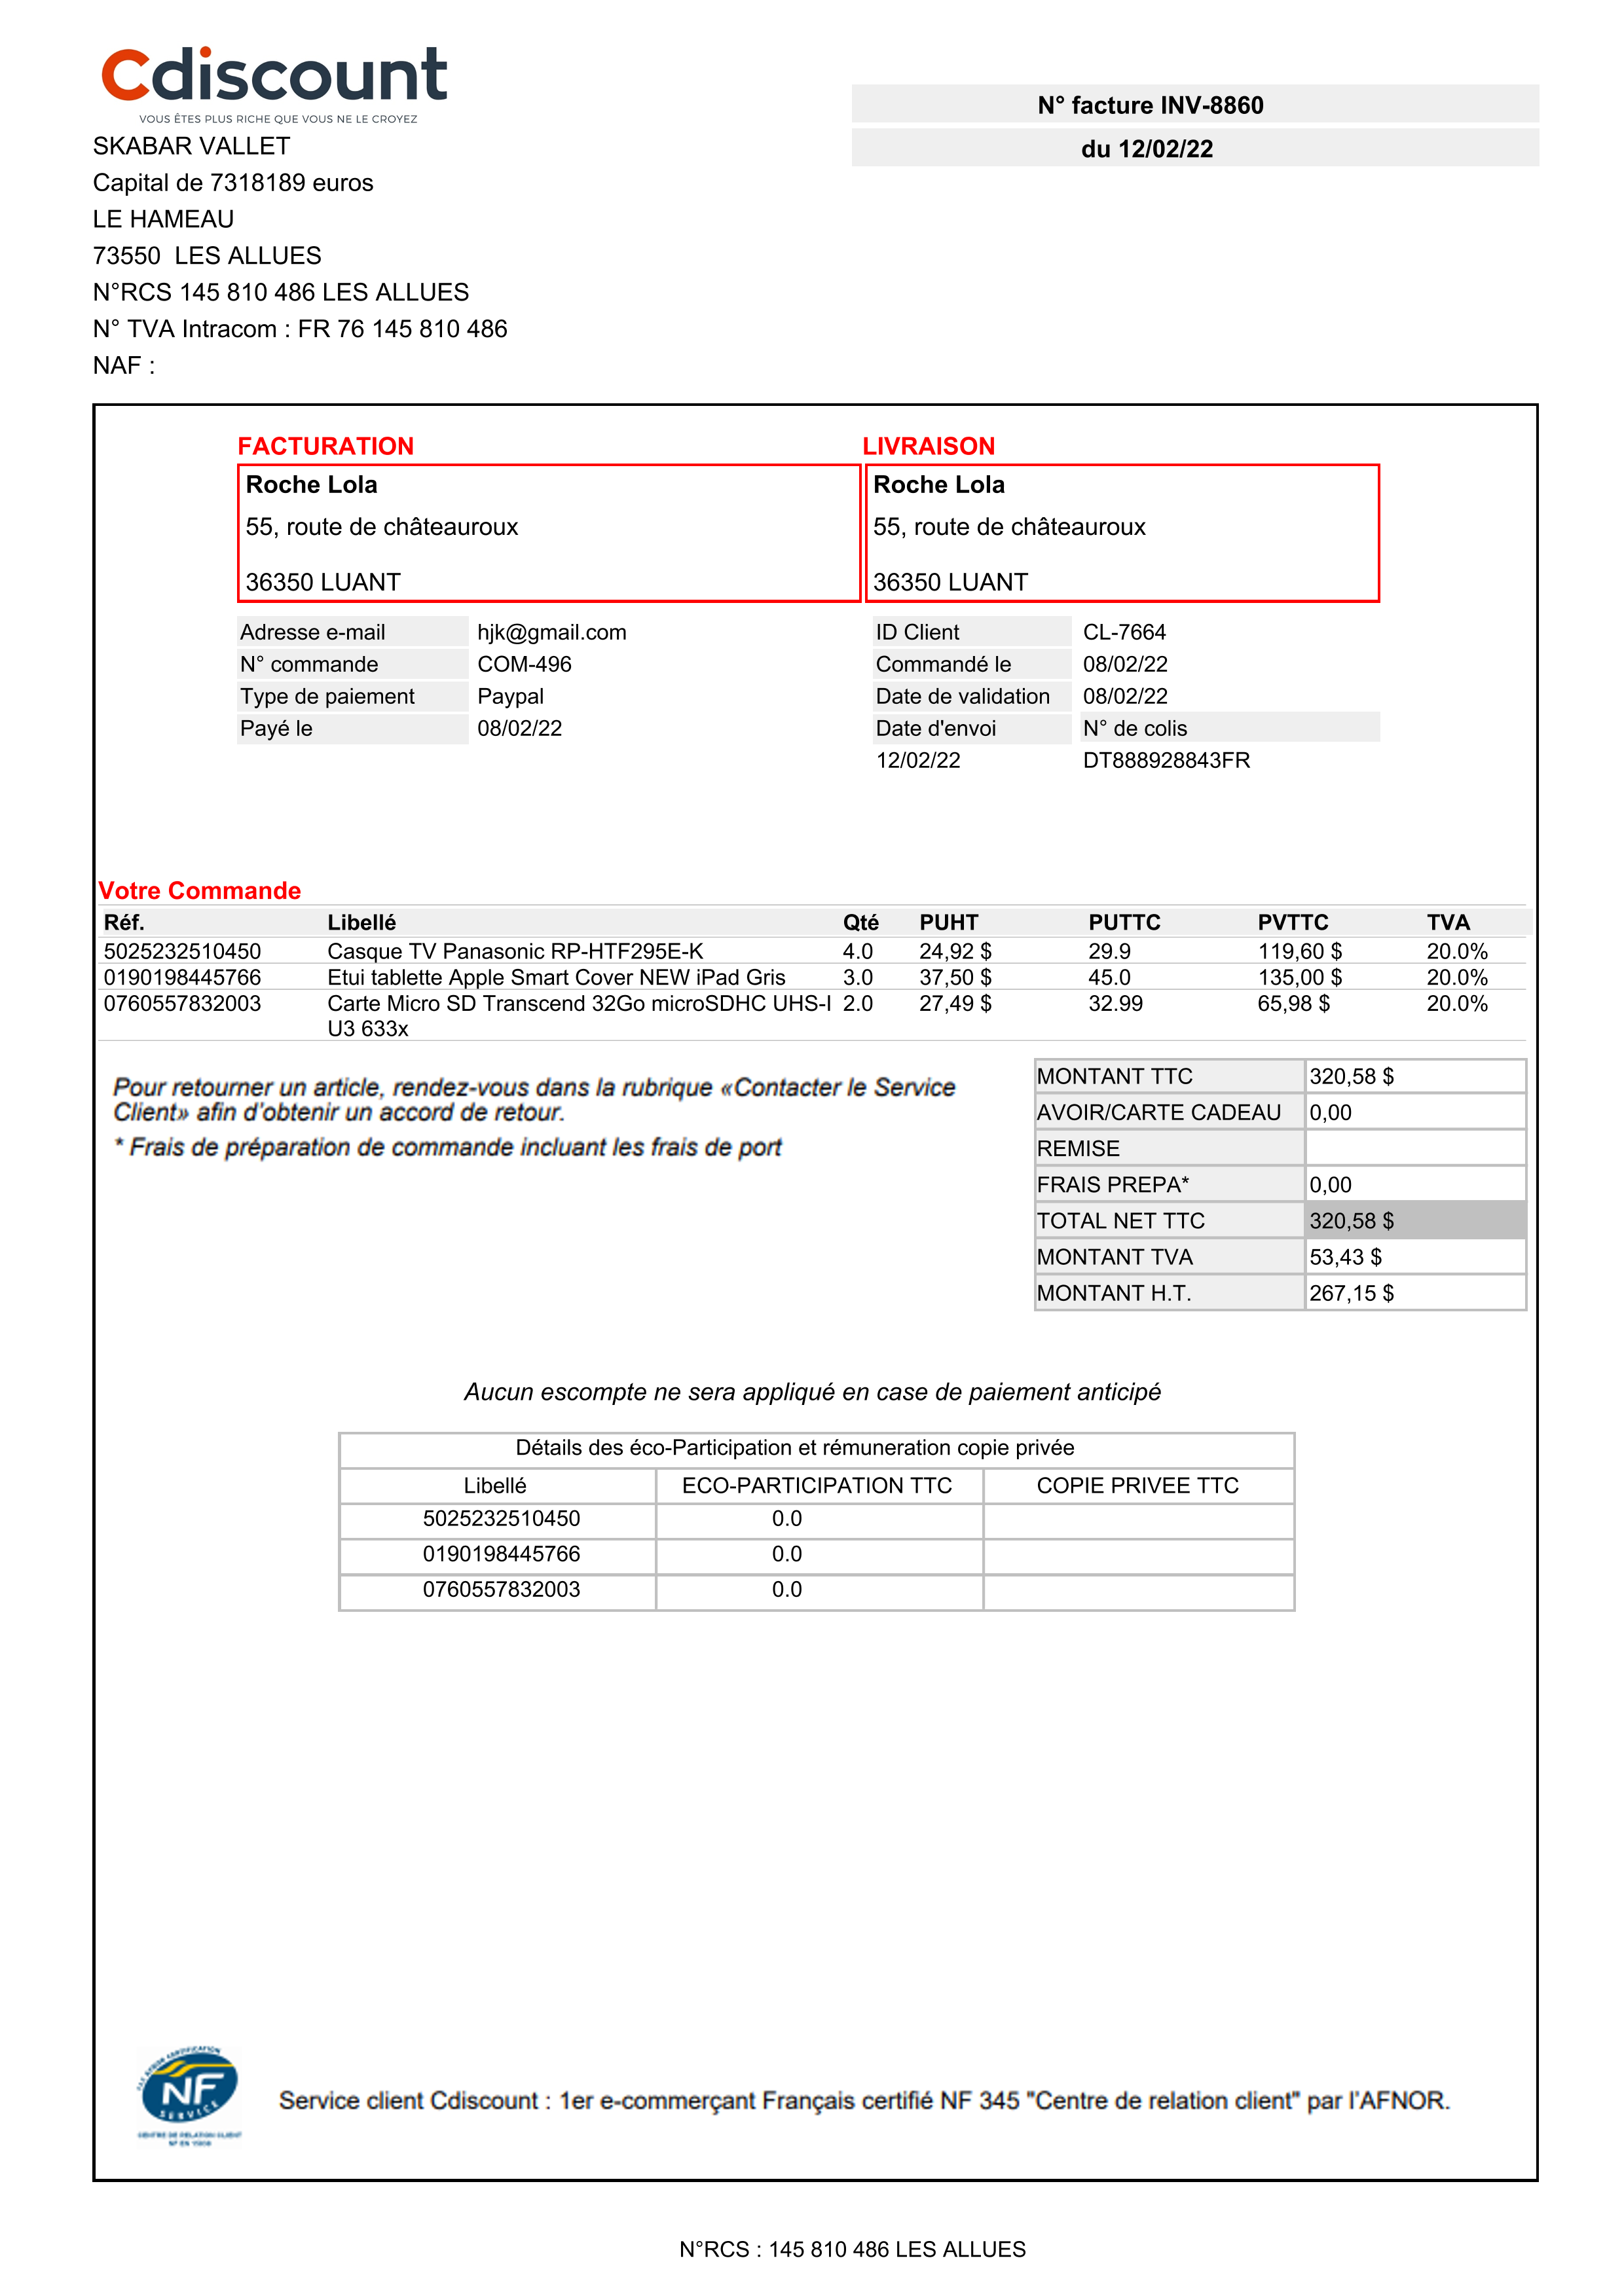 Cdiscount
VOUS ÊTES PLUS RICHE QUE VOUS NE LE CROYEZ
N° facture INV-8860
du 12/02/22
SKABAR VALLET
Capital de 7318189 euros
LE HAMEAU
73550 LES ALLUES
N°RCS 145 810 486 LES ALLUES
N° TVA Intracom : FR 76 145 810 486
NAF :
FACTURATION
Roche Lola
55, route de châteauroux
36350 LUANT
LIVRAISON
Roche Lola
55, route de châteauroux
36350 LUANT
Adresse e-mail hjk@gmail.com
N° commande COM-496
Type de paiement Paypal
Payé le 08/02/22
ID Client CL-7664
Commandé le 08/02/22
Date de validation 08/02/22
Date d'envoi N° de colis
12/02/22 DT888928843FR
Votre Commande
Réf. Libellé Qté PUHT PUTTC PVTTC TVA
5025232510450 Casque TV Panasonic RP-HTF295E-K 4.0 24,92 $ 29.9 119,60 $ 20.0%
0190198445766 Etui tablette Apple Smart Cover NEW iPad Gris 3.0 37,50 $ 45.0 135,00 $ 20.0%
0760557832003 Carte Micro SD Transcend 32Go microSDHC UHS-I 2.0 27,49 $ 32.99 65,98 $ 20.0%
U3 633x
Pour retourner un article, rendez-vous dans la rubrique «Contacter le Service
Client» afin d'obtenir un accord de retour.
* Frais de préparation de commande incluant les frais de port
MONTANT TTC 320,58 $
AVOIR/CARTE CADEAU 0,00
REMISE
FRAIS PREPA* 0,00
TOTAL NET TTC 320,58 $
MONTANT TVA 53,43 $
MONTANT H.T. 267,15 $
Aucun escompte ne sera appliqué en case de paiement anticipé
Détails des éco-Participation et rémuneration copie privée
Libellé ECO-PARTICIPATION TTC COPIE PRIVEE TTC
5025232510450 0.0
0190198445766 0.0
0760557832003 0.0
NF
SERVICE
CENTRE DE RELATION CLIENT
Service client Cdiscount : 1er e-commerçant Français certifié NF 345 "Centre de relation client" par l'AFNOR.
N°RCS : 145 810 486 LES ALLUES